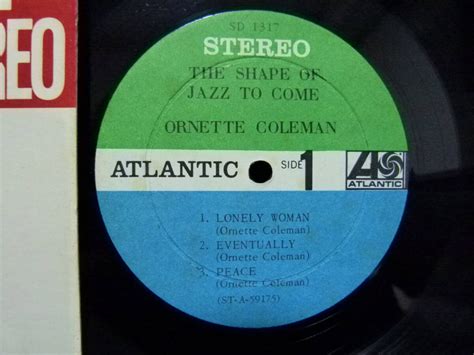 EREO
SD 1317
STEREO
THE SHAPE OF
JAZZ TO COME
ORNETTE COLEMAN
ATLANTIC SIDE 1 ATLANTIC
1. LONELY WOMAN
(Ornette Coleman)
2. EVENTUALLY
(Ornette Coleman)
3. PEACE
(Ornette Coleman)
(ST-A-59175)